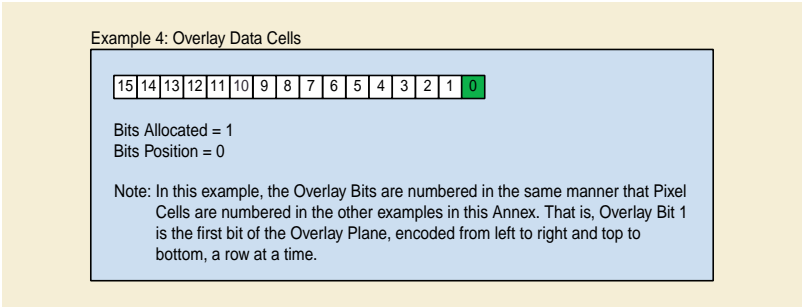 Example 4: Overlay Data Cells
15 14 13 12 11 10 9 8 7 6 5 4 3 2 1 0
Bits Allocated = 1
Bits Position = 0
Note: In this example, the Overlay Bits are numbered in the same manner that Pixel
Cells are numbered in the other examples in this Annex. That is, Overlay Bit 1
is the first bit of the Overlay Plane, encoded from left to right and top to
bottom, a row at a time.